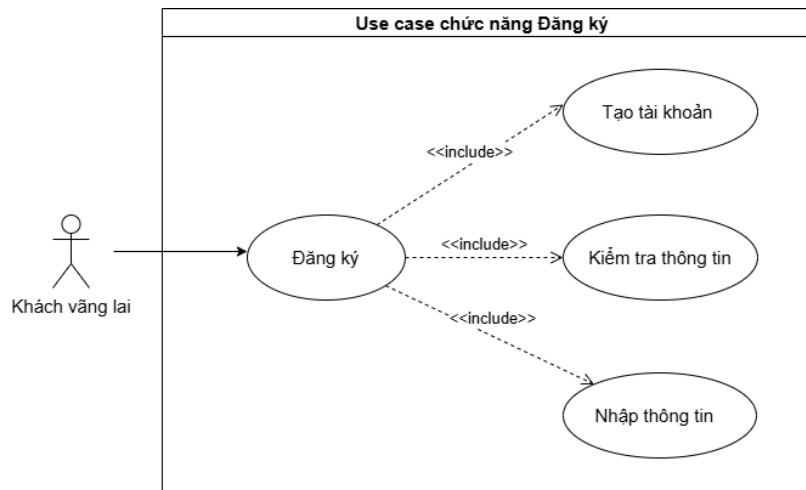 Use case chức năng Đăng ký
Tạo tài khoản
<<include>>
<<include>>
Đăng ký
Kiểm tra thông tin
Khách vãng lai
<<include>>
Nhập thông tin